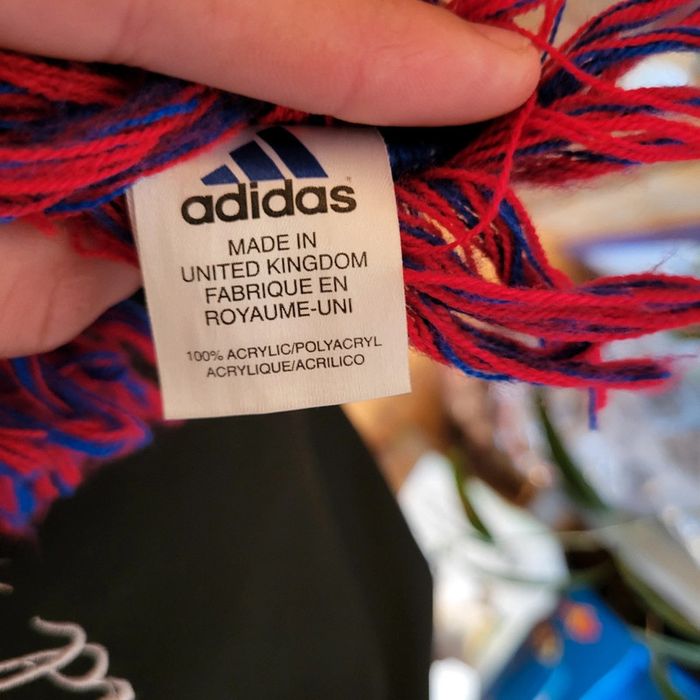 adidas
MADE IN
UNITED KINGDOM
FABRIQUE EN
ROYAUME-UNI
100% ACRYLIC/POLYACRYL
ACRYLIQUE/ACRILICO